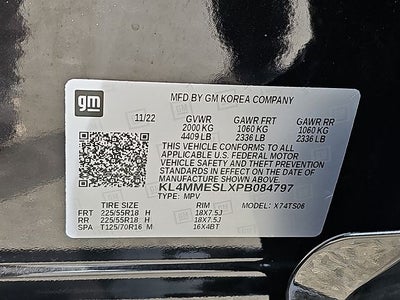 gm
MFD BY GM KOREA COMPANY
11/22 GVWR GAWR FRT GAWR RR
2000 KG 1060 KG 1060 KG
4409 LB 2336 LB 2336 LB
THIS VEHICLE CONFORMS TO ALL
APPLICABLE U.S. FEDERAL MOTOR
VEHICLE SAFETY AND THEFT PREVENTION
STANDARDS IN EFFECT ON THE DATE OF
MANUFACTURE SHOWN ABOVE.
KL4MMESLXPB084797
TYPE: MPV MODEL: X74TS06
TIRE SIZE RIM
FRT 225/55R18 H 18X7.5J
RR 225/55R18 H 18X7.5J
SPA T125/70R16 M 16X4BT